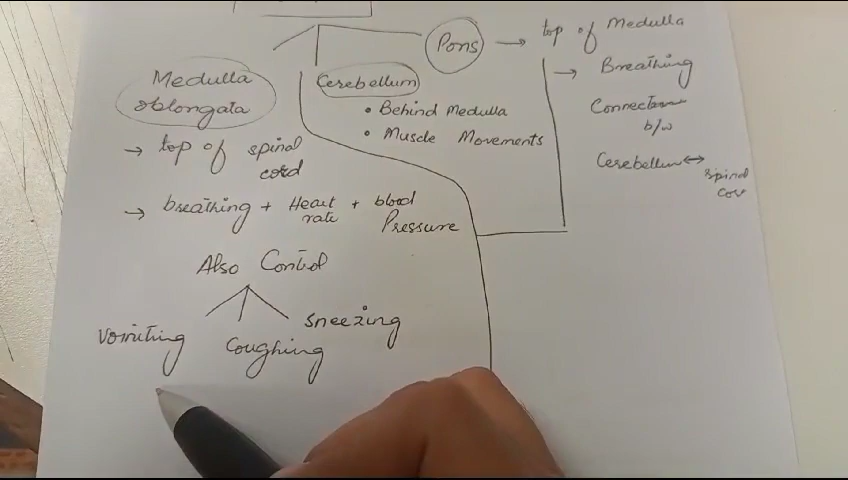 Medulla
oblongata
→ top of spinal
cord
→ breathing + Heart rate + blood
Pressure
Also Control
vomiting
coughing
sneezing
Cerebellum
• Behind Medulla
• Muscle Movements
Pons → top of Medulla
→ Breathing
b/w
Cerebellum ↔ spinal